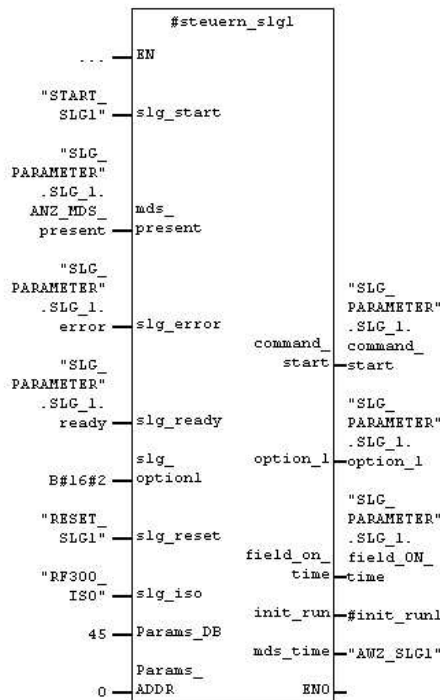 #steuern_slg1
... EN
"START_
SLG1" slg_start
"SLG_
PARAMETER"
.SLG_1.
ANZ_MDS_ mds_
present present
"SLG_
PARAMETER"
.SLG_1.
error slg_error
"SLG_
PARAMETER"
.SLG_1.
ready slg_ready
slg_
B#16#2 option1
"RESET_
SLG1" slg_reset
"RF300_
ISO" slg_iso
45 Params_DB
Params_
0 ADDR
"SLG_
PARAMETER"
.SLG_1.
command_ command_
start start
"SLG_
PARAMETER"
.SLG_1.
option_1 option_1
"SLG_
PARAMETER"
.SLG_1.
field_on_ field_ON_
time time
init_run #init_run1
mds_time "AWZ_SLG1"
ENO